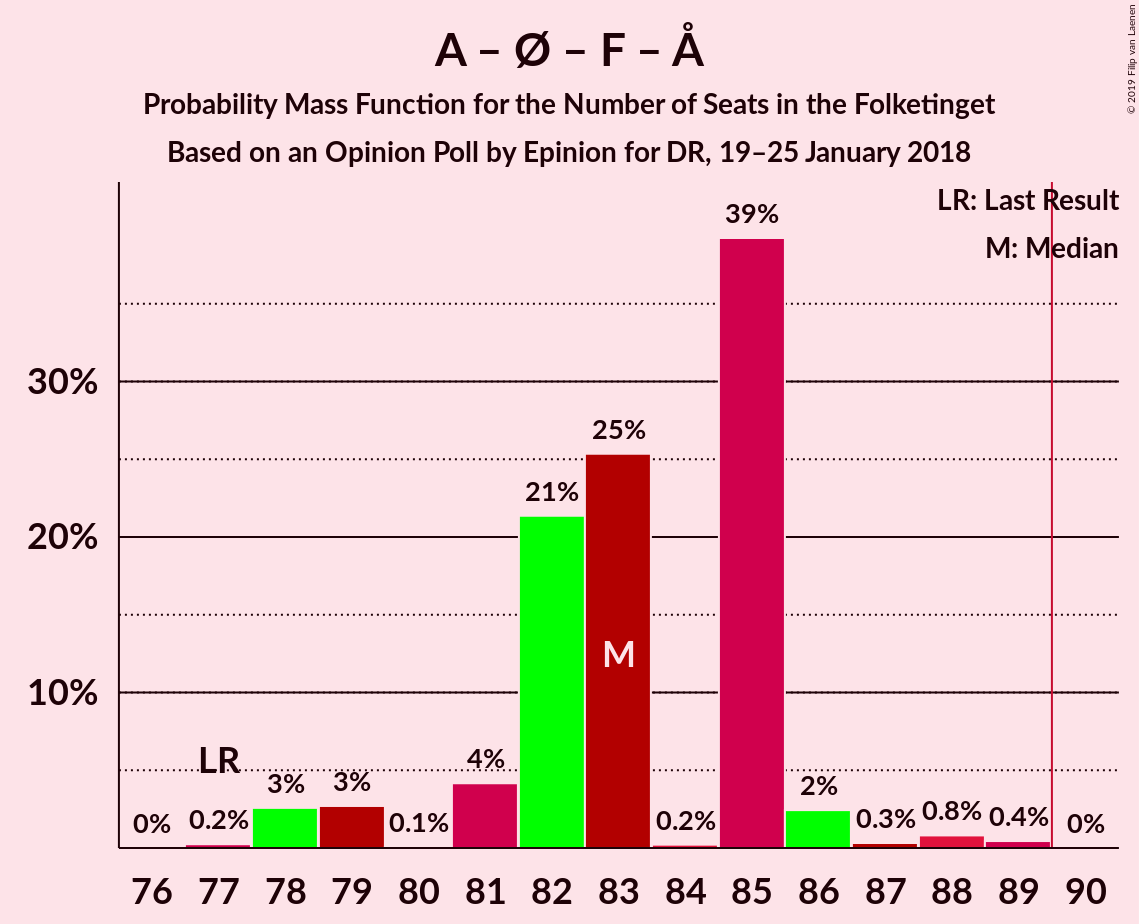 A – Ø – F – Å
Probability Mass Function for the Number of Seats in the Folketinget
Based on an Opinion Poll by Epinion for DR, 19–25 January 2018
© 2019 Filip van Laenen
LR: Last Result
M: Median
39%
30%
25%
21%
20%
M
10%
LR
4%
3%
3%
2%
0%
0.2%
0.1%
0.2%
0.3%
0.8%
0.4%
0%
76 77 78 79 80 81 82 83 84 85 86 87 88 89 90